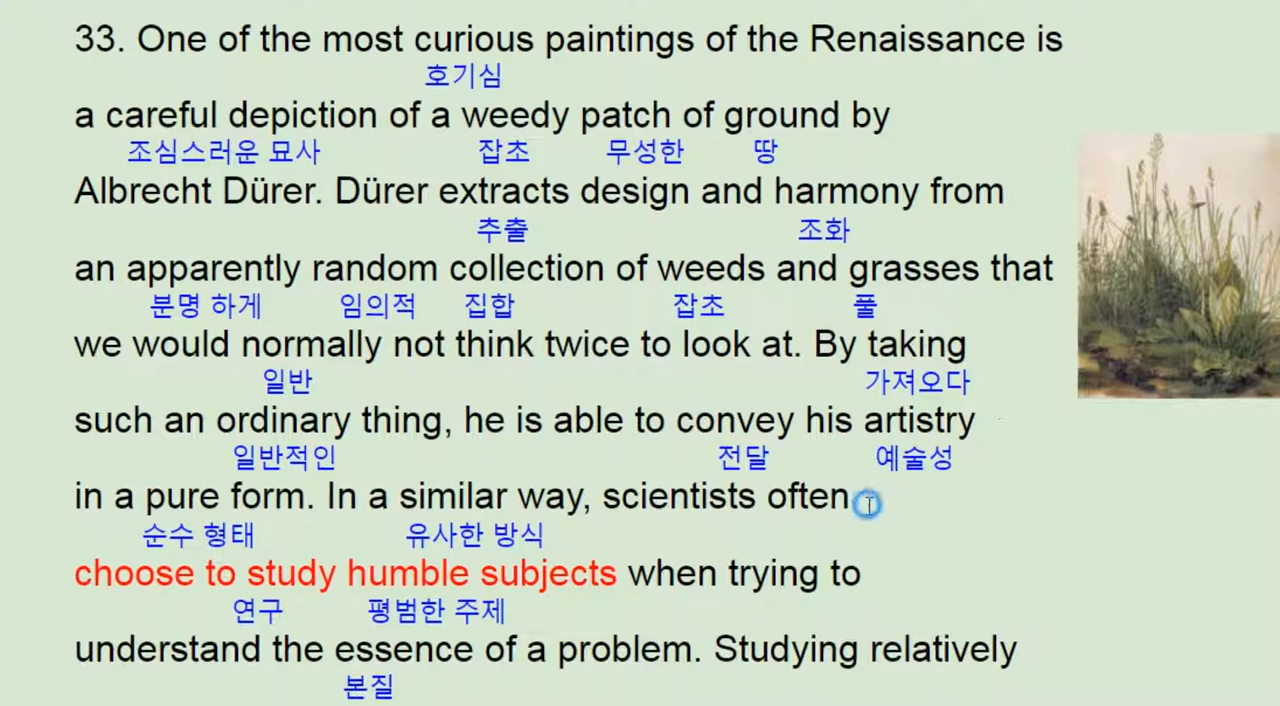 33. One of the most curious paintings of the Renaissance is
호기심
a careful depiction of a weedy patch of ground by
조심스러운 묘사 잡초 무성한 땅
Albrecht Dürer. Dürer extracts design and harmony from
추출 조화
an apparently random collection of weeds and grasses that
분명 하게 임의적 집합 잡초 풀
we would normally not think twice to look at. By taking
일반 가져오다
such an ordinary thing, he is able to convey his artistry
일반적인 전달 예술성
in a pure form. In a similar way, scientists often
순수 형태 유사한 방식
choose to study humble subjects when trying to
연구 평범한 주제
understand the essence of a problem. Studying relatively
본질